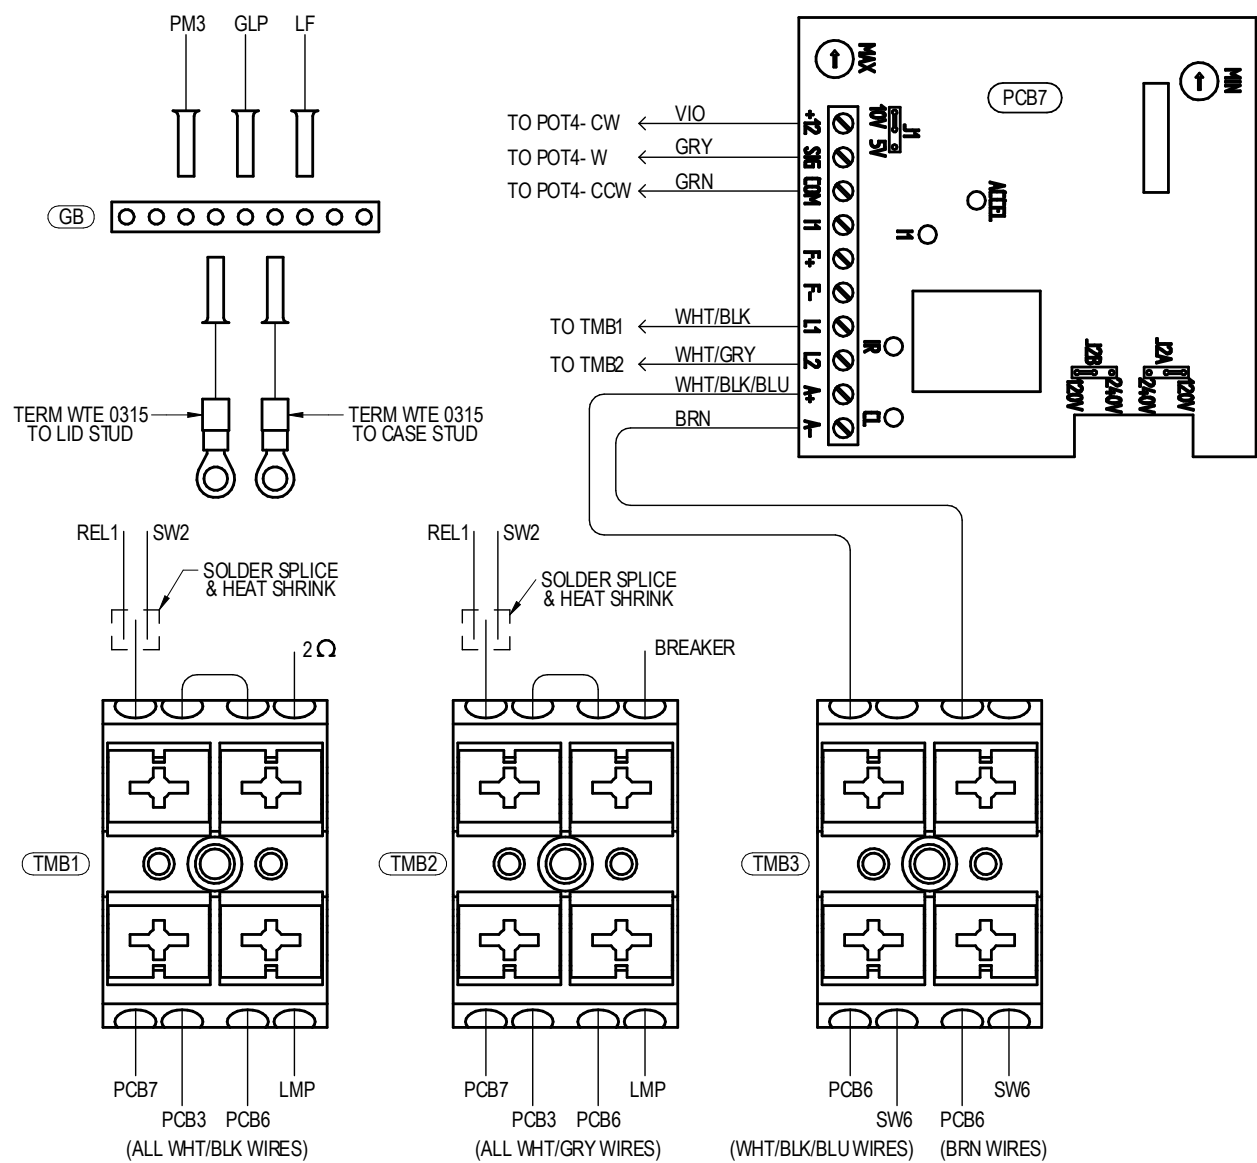 PM3 GLP LF
GB
TERM WTE 0315
TO LID STUD
TERM WTE 0315
TO CASE STUD
TO POT4- CW VIO
TO POT4- W GRY
TO POT4- CCW GRN
TO TMB1 WHT/BLK
TO TMB2 WHT/GRY
WHT/BLK/BLU
BRN
MAX
PCB7
MIN
+12
SIG
COM
I1
F+
F-
L1
L2
A+
A-
J1
10V 5V
ACCEL
I1
IR
CL
J2B
120V 240V
J2A
240V 120V
REL1 SW2
SOLDER SPLICE
& HEAT SHRINK
2Ω
REL1 SW2
SOLDER SPLICE
& HEAT SHRINK
BREAKER
TMB1
TMB2
TMB3
PCB7 LMP
PCB3 PCB6
(ALL WHT/BLK WIRES)
PCB7 LMP
PCB3 PCB6
(ALL WHT/GRY WIRES)
PCB6 SW6
SW6 PCB6
(WHT/BLK/BLU WIRES) (BRN WIRES)